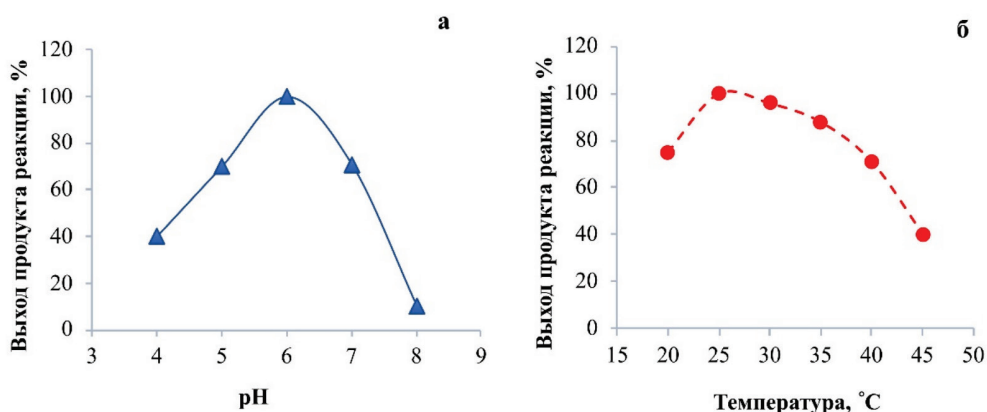 а
Выход продукта реакции, %
120
100
80
60
40
20
0
3 4 5 6 7 8 9
pH
б
Выход продукта реакции, %
120
100
80
60
40
20
0
15 20 25 30 35 40 45 50
Температура, ˚С